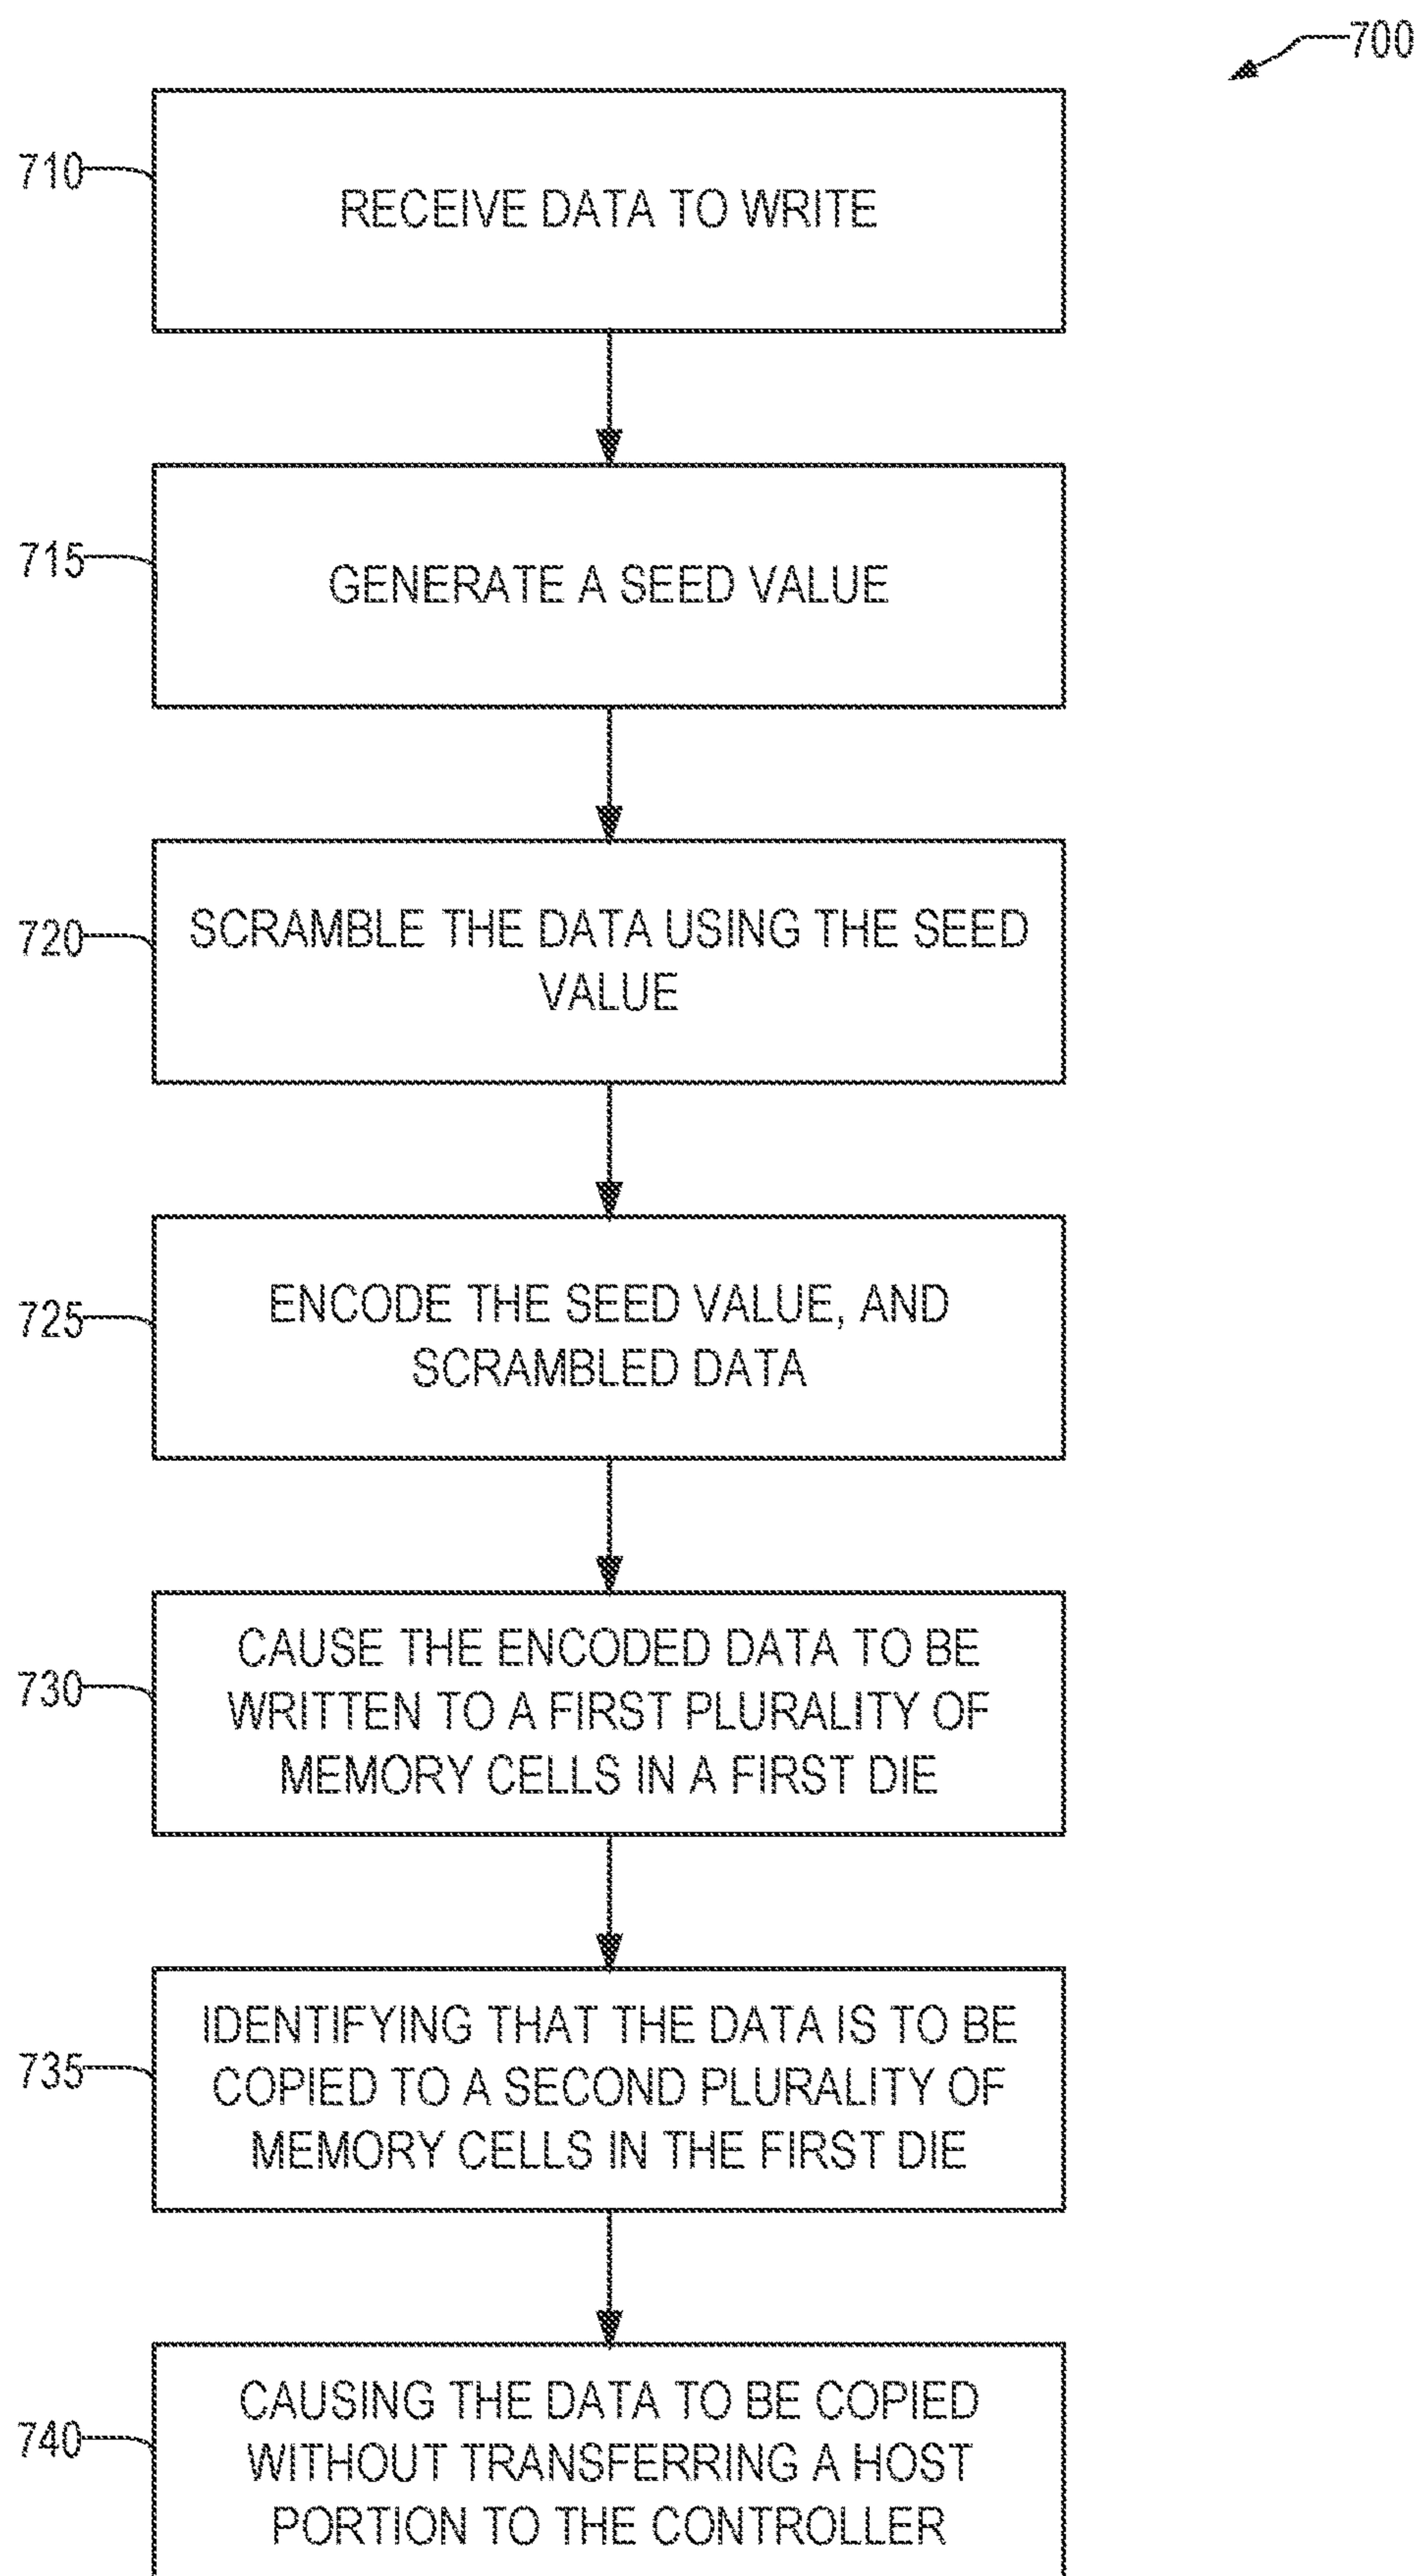 700
710
RECEIVE DATA TO WRITE
715
GENERATE A SEED VALUE
720
SCRAMBLE THE DATA USING THE SEED
VALUE
725
ENCODE THE SEED VALUE, AND
SCRAMBLED DATA
730
CAUSE THE ENCODED DATA TO BE
WRITTEN TO A FIRST PLURALITY OF
MEMORY CELLS IN A FIRST DIE
735
IDENTIFYING THAT THE DATA IS TO BE
COPIED TO A SECOND PLURALITY OF
MEMORY CELLS IN THE FIRST DIE
740
CAUSING THE DATA TO BE COPIED
WITHOUT TRANSFERRING A HOST
PORTION TO THE CONTROLLER